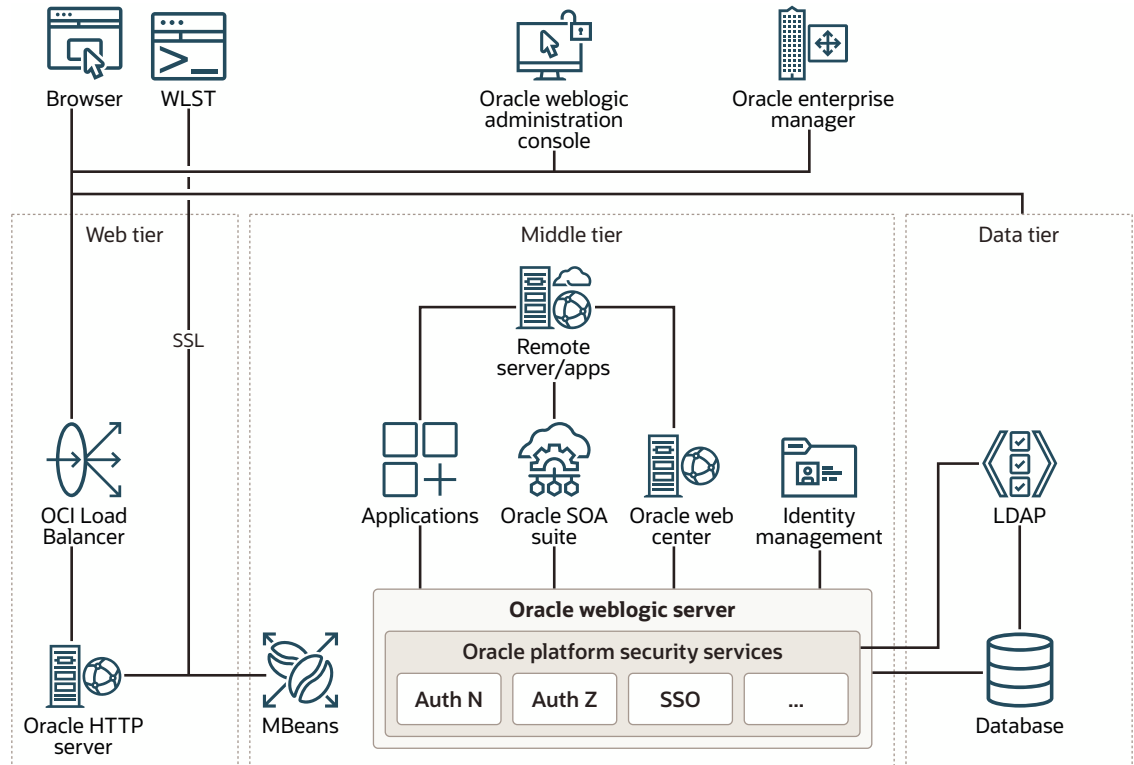 Browser
WLST
Oracle weblogic
administration
console
Oracle enterprise
manager
Web tier
Middle tier
Data tier
SSL
Remote
server/apps
OCI Load
Balancer
Applications
Oracle SOA
suite
Oracle web
center
Identity
management
LDAP
Oracle weblogic server
Oracle platform security services
Auth N
Auth Z
SSO
...
Oracle HTTP
server
MBeans
Database